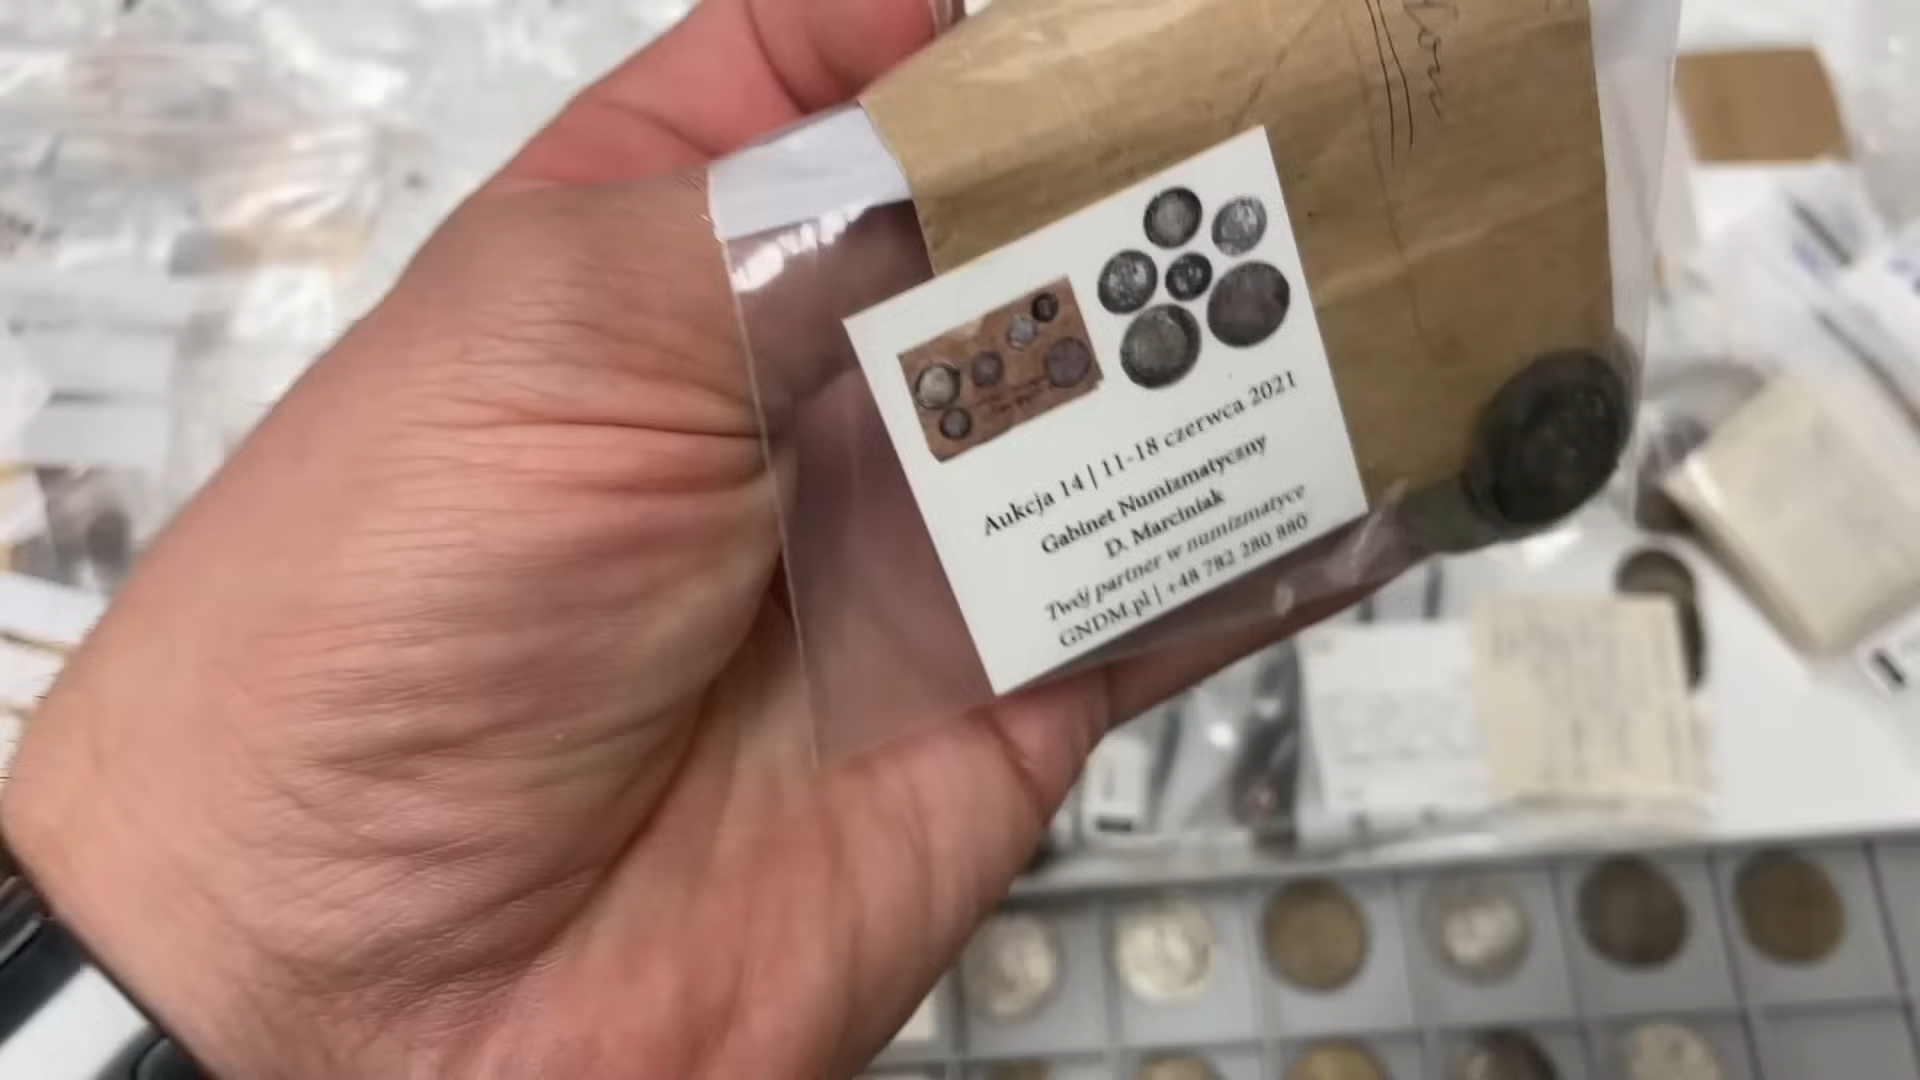 Aukcja 14 | 11-18 czerwca 2021
Gabinet Numizmatyczny
D. Marciniak
Twój partner w numizmatyce
GNDM.pl | +48 782 280 880